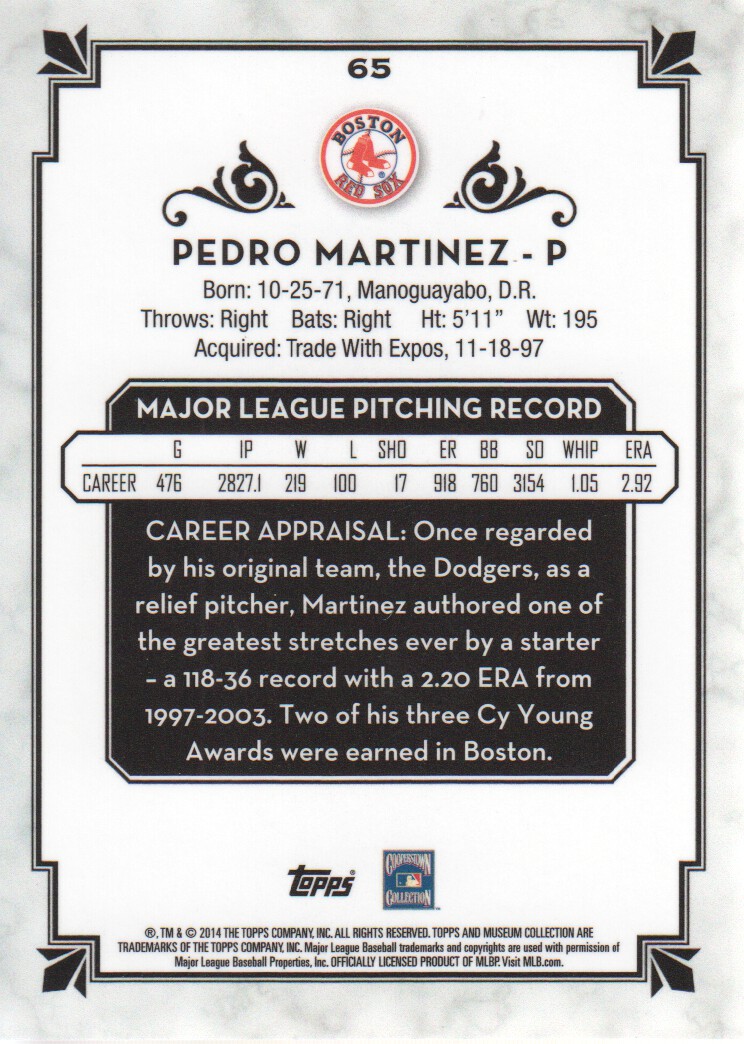 65
BOSTON
RED SOX
®
PEDRO MARTINEZ - P
Born: 10-25-71, Manoguayabo, D.R.
Throws: Right Bats: Right Ht: 5'11" Wt: 195
Acquired: Trade With Expos, 11-18-97
MAJOR LEAGUE PITCHING RECORD
G IP W L SHO ER BB SO WHIP ERA
CAREER 476 2827.1 219 100 17 918 760 3154 1.05 2.92
CAREER APPRAISAL: Once regarded
by his original team, the Dodgers, as a
relief pitcher, Martinez authored one of
the greatest stretches ever by a starter
– a 118-36 record with a 2.20 ERA from
1997-2003. Two of his three Cy Young
Awards were earned in Boston.
Topps®
COOPERSTOWN
COLLECTION
™
®, TM & © 2014 THE TOPPS COMPANY, INC. ALL RIGHTS RESERVED. TOPPS AND MUSEUM COLLECTION ARE
TRADEMARKS OF THE TOPPS COMPANY, INC. Major League Baseball trademarks and copyrights are used with permission of
Major League Baseball Properties, Inc. OFFICIALLY LICENSED PRODUCT OF MLBP. Visit MLB.com.